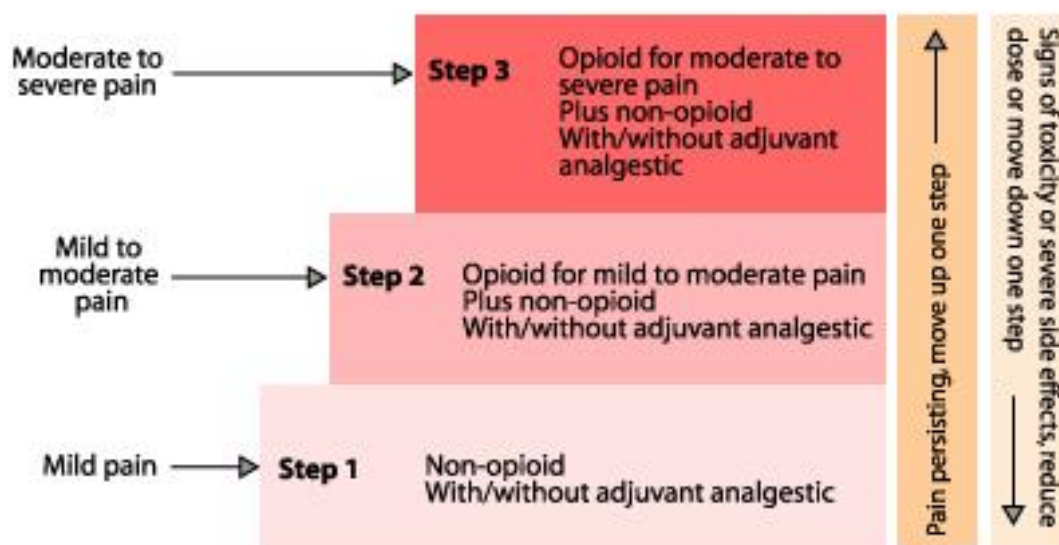 Moderate to
severe pain
Step 3
Opioid for moderate to
severe pain
Plus non-opioid
With/without adjuvant
analgestic
Mild to
moderate
pain
Step 2
Opioid for mild to moderate pain
Plus non-opioid
With/without adjuvant analgestic
Mild pain
Step 1
Non-opioid
With/without adjuvant analgestic
Pain persisting, move up one step
Signs of toxicity or severe side effects, reduce
dose or move down one step